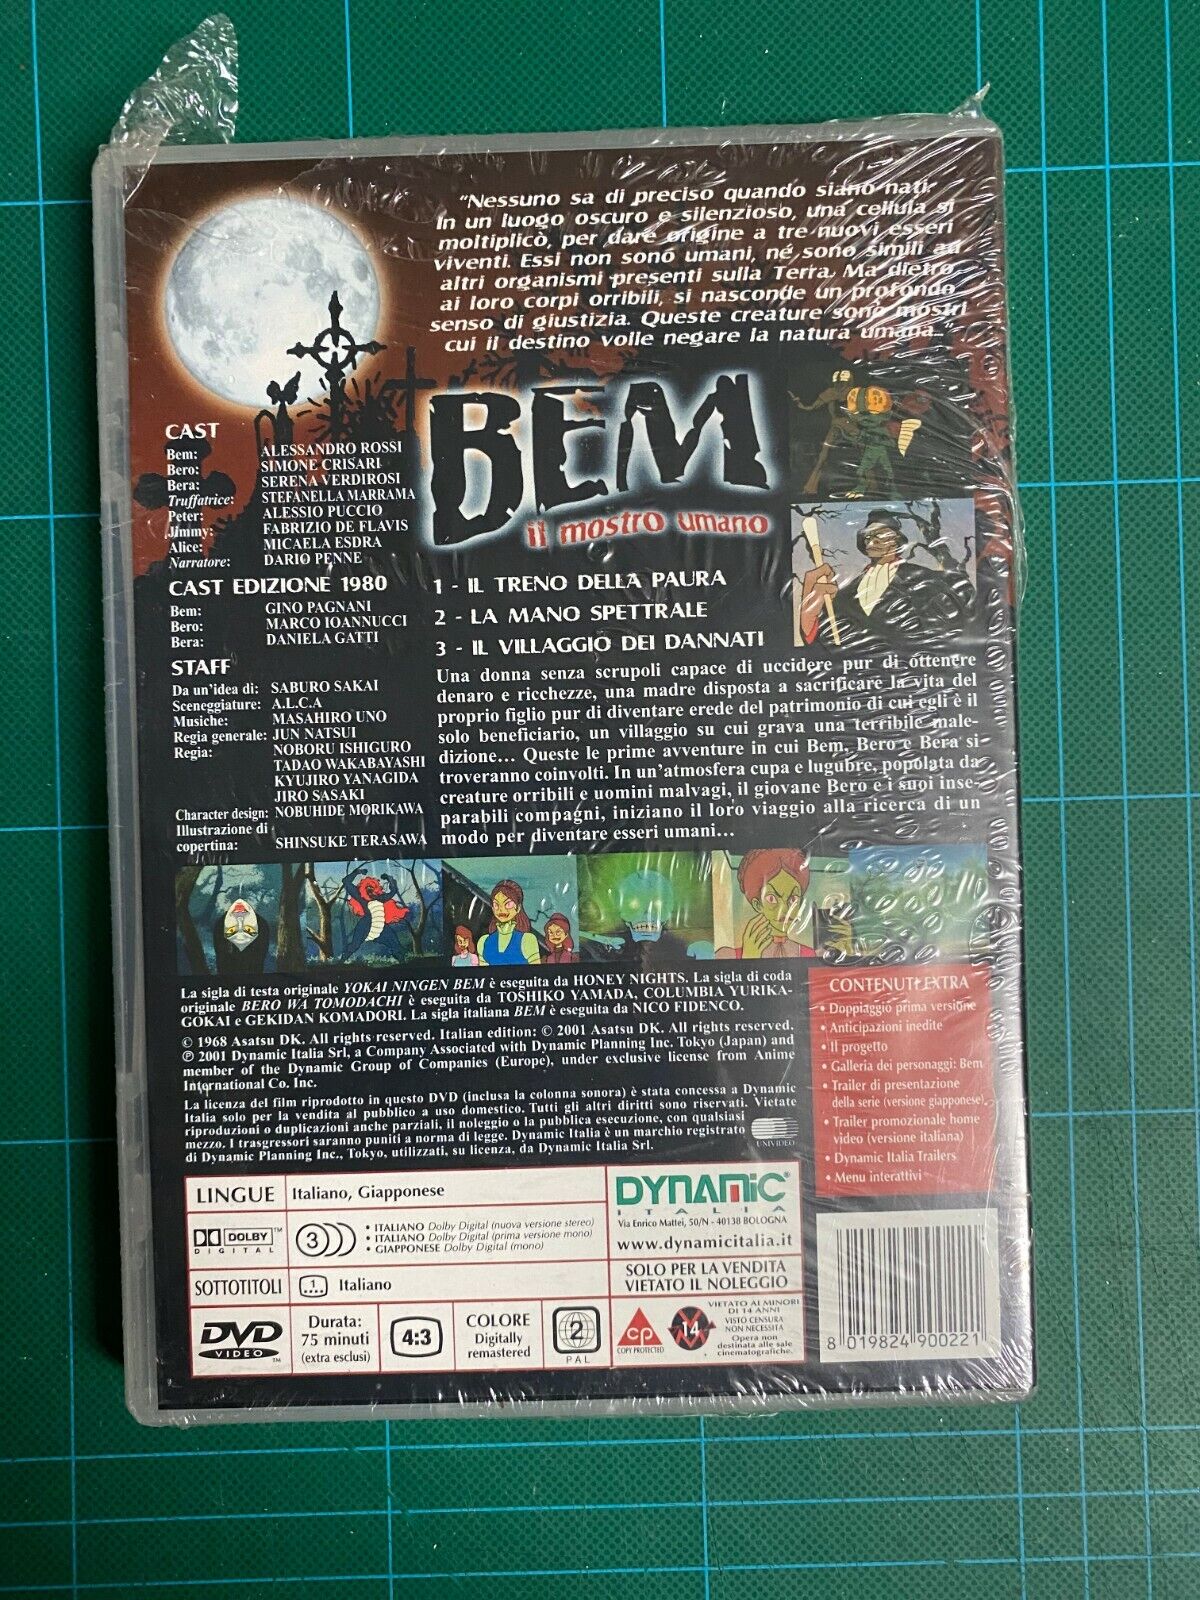 "Nessuno sa di preciso quando siano nati.
In un luogo oscuro e silenzioso, una cellula si
moltiplicò, per dare origine a tre nuovi esseri
viventi. Essi non sono umani, né sono simili ad
altri organismi presenti sulla Terra. Ma dietro
ai loro corpi orribili, si nasconde un profondo
senso di giustizia. Queste creature sono mostri
cui il destino volle negare la natura umana..."
BEM
il mostro umano
CAST
Bem: ALESSANDRO ROSSI
Bero: SIMONE CRISARI
Bera: SERENA VERDIROSI
Truffatrice: STEFANELLA MARRAMA
Peter: ALESSIO PUCCIO
Jimmy: FABRIZIO DE FLAVIS
Alice: MICAELA ESDRA
Narratore: DARIO PENNE
CAST EDIZIONE 1980
Bem: GINO PAGNANI
Bero: MARCO IOANNUCCI
Bera: DANIELA GATTI
STAFF
Da un'idea di: SABURO SAKAI
Sceneggiature: A.L.C.A
Musiche: MASAHIRO UNO
Regia generale: JUN NATSUI
Regia: NOBORU ISHIGURO
TADAO WAKABAYASHI
KYUJIRO YANAGIDA
JIRO SASAKI
Character design: NOBUHIDE MORIKAWA
Illustrazione di
copertina: SHINSUKE TERASAWA
1 - IL TRENO DELLA PAURA
2 - LA MANO SPETTRALE
3 - IL VILLAGGIO DEI DANNATI
Una donna senza scrupoli capace di uccidere pur di ottenere
denaro e ricchezze, una madre disposta a sacrificare la vita del
proprio figlio pur di diventare erede del patrimonio di cui egli è il
solo beneficiario, un villaggio su cui grava una terribile male-
dizione... Queste le prime avventure in cui Bem, Bero e Bera si
troveranno coinvolti. In un'atmosfera cupa e lugubre, popolata da
creature orribili e uomini malvagi, il giovane Bero e i suoi inse-
parabili compagni, iniziano il loro viaggio alla ricerca di un
modo per diventare esseri umani...
La sigla di testa originale YOKAI NINGEN BEM è eseguita da HONEY NIGHTS. La sigla di coda
originale BERO WA TOMODACHI è eseguita da TOSHIKO YAMADA, COLUMBIA YURIKA-
GOKAI e GEKIDAN KOMADORI. La sigla italiana BEM è eseguita da NICO FIDENCO.
© 1968 Asatsu DK. All rights reserved. Italian edition: © 2001 Asatsu DK. All rights reserved.
℗ 2001 Dynamic Italia Srl, a Company Associated with Dynamic Planning Inc. Tokyo (Japan) and
member of the Dynamic Group of Companies (Europe), under exclusive license from Anime
International Co. Inc.
La licenza del film riprodotto in questo DVD (inclusa la colonna sonora) è stata concessa a Dynamic
Italia solo per la vendita al pubblico a uso domestico. Tutti gli altri diritti sono riservati. Vietate
riproduzioni o duplicazioni anche parziali, il noleggio o la pubblica esecuzione, con qualsiasi
mezzo. I trasgressori saranno puniti a norma di legge. Dynamic Italia è un marchio registrato
di Dynamic Planning Inc., Tokyo, utilizzati, su licenza, da Dynamic Italia Srl.
UNIVIDEO
CONTENUTI EXTRA
• Doppiaggio prima versione
• Anticipazioni inedite
• Il progetto
• Galleria dei personaggi: Bem
• Trailer di presentazione
della serie (versione giapponese).
• Trailer promozionale home
video (versione italiana)
• Dynamic Italia Trailers
• Menu interattivi
LINGUE Italiano, Giapponese
DOLBY™
DIGITAL
3
• ITALIANO Dolby Digital (nuova versione stereo)
• ITALIANO Dolby Digital (prima versione mono)
• GIAPPONESE Dolby Digital (mono)
SOTTOTITOLI 1 Italiano
DVD
VIDEO™
Durata:
75 minuti
(extra esclusi)
4:3
COLORE
Digitally
remastered
2
PAL
DYNAMIC®
ITALIA
Via Enrico Mattei, 50/N - 40138 BOLOGNA
www.dynamicitalia.it
SOLO PER LA VENDITA
VIETATO IL NOLEGGIO
CP
COPY PROTECTED
14
VIETATO AI MINORI
DI 14 ANNI
VISTO CENSURA
NON NECESSITA
Opera non
destinata alle sale
cinematografiche.
8 019824 900221